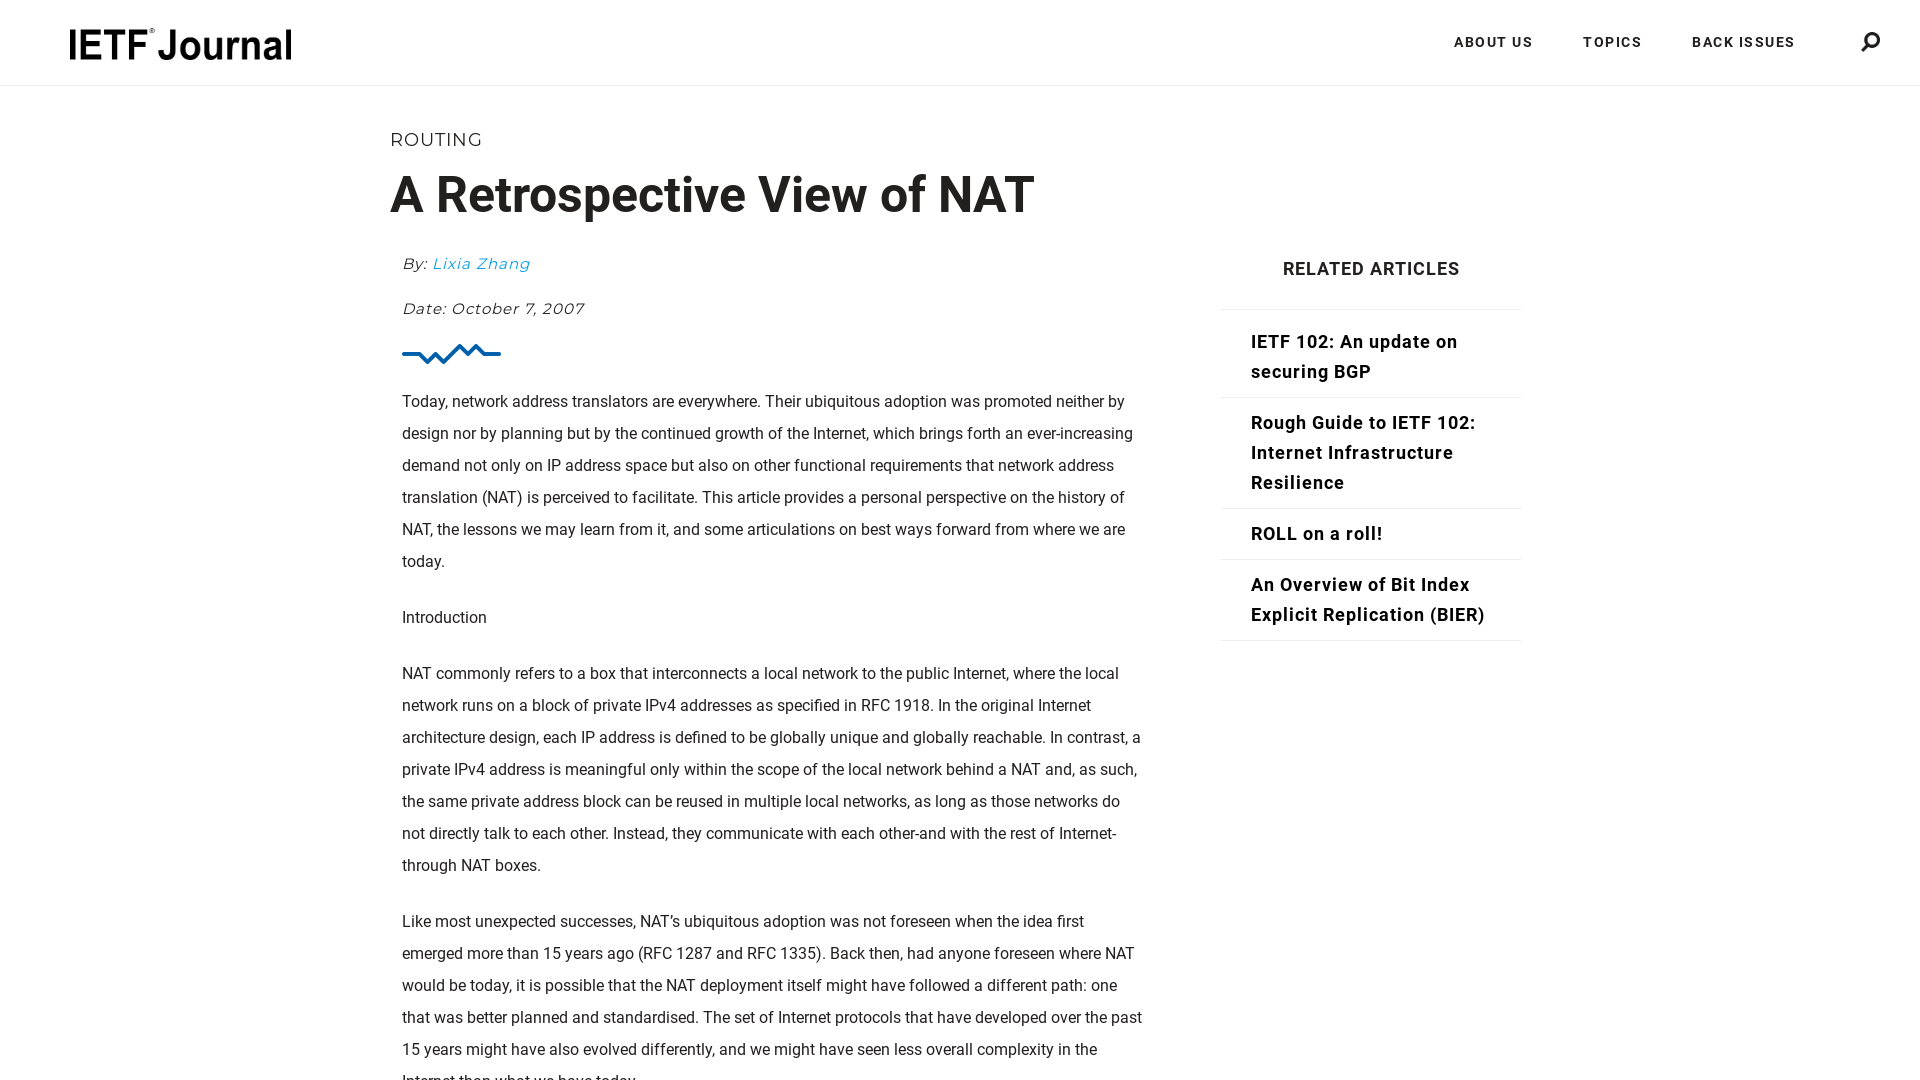 IETF® Journal
ABOUT US
TOPICS
BACK ISSUES
ROUTING
A Retrospective View of NAT
By: Lixia Zhang
Date: October 7, 2007
Today, network address translators are everywhere. Their ubiquitous adoption was promoted neither by
design nor by planning but by the continued growth of the Internet, which brings forth an ever-increasing
demand not only on IP address space but also on other functional requirements that network address
translation (NAT) is perceived to facilitate. This article provides a personal perspective on the history of
NAT, the lessons we may learn from it, and some articulations on best ways forward from where we are
today.
Introduction
NAT commonly refers to a box that interconnects a local network to the public Internet, where the local
network runs on a block of private IPv4 addresses as specified in RFC 1918. In the original Internet
architecture design, each IP address is defined to be globally unique and globally reachable. In contrast, a
private IPv4 address is meaningful only within the scope of the local network behind a NAT and, as such,
the same private address block can be reused in multiple local networks, as long as those networks do
not directly talk to each other. Instead, they communicate with each other-and with the rest of Internet-
through NAT boxes.
Like most unexpected successes, NAT’s ubiquitous adoption was not foreseen when the idea first
emerged more than 15 years ago (RFC 1287 and RFC 1335). Back then, had anyone foreseen where NAT
would be today, it is possible that the NAT deployment itself might have followed a different path: one
that was better planned and standardised. The set of Internet protocols that have developed over the past
15 years might have also evolved differently, and we might have seen less overall complexity in the
Internet than what we have today.
RELATED ARTICLES
IETF 102: An update on
securing BGP
Rough Guide to IETF 102:
Internet Infrastructure
Resilience
ROLL on a roll!
An Overview of Bit Index
Explicit Replication (BIER)